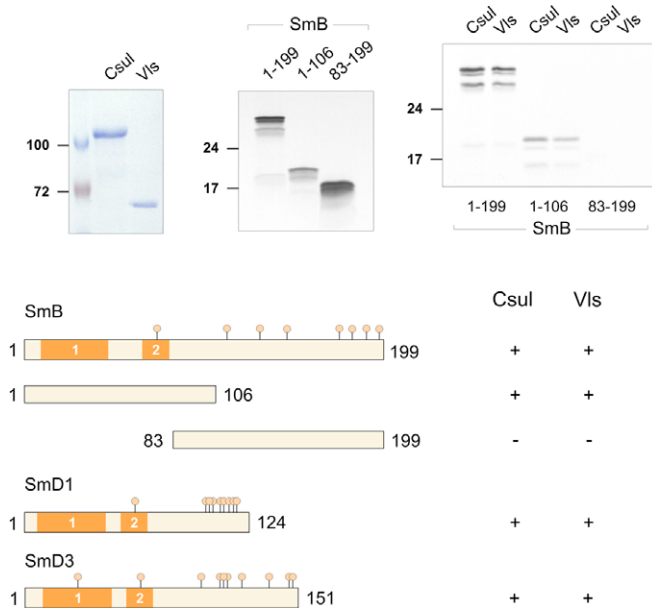 Csul Vls
100
72
SmB
1-199 1-106 83-199
24
17
Csul Vls Csul Vls Csul Vls
24
17
1-199 1-106 83-199
SmB
Csul Vls
SmB
1 1 2 199 + +
1 106 + +
83 199 - -
SmD1
1 1 2 124 + +
SmD3
1 1 2 151 + +